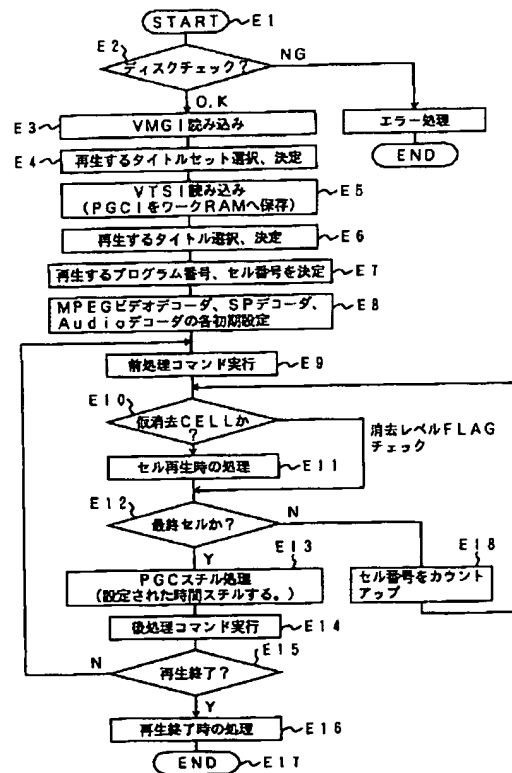 START E1
E2 ディスクチェック? NG
O.K
E3 VMGI読み込み エラー処理
E4 再生するタイトルセット選択、決定 END
VTSI読み込み E5
(PGCIをワークRAMへ保存)
再生するタイトル選択、決定 E6
再生するプログラム番号、セル番号を決定 E7
MPEGビデオデコーダ、SPデコーダ、 E8
Audioデコーダの各初期設定
前処理コマンド実行 E9
E10 仮消去CELLか
?
消去レベルFLAG
チェック
セル再生時の処理 E11
E12 最終セルか? N
Y E13 E18
PGCスチル処理 セル番号をカウント
(設定された時間スチルする。) アップ
後処理コマンド実行 E14
N 再生終了? E15
Y
再生終了時の処理 E16
END E17